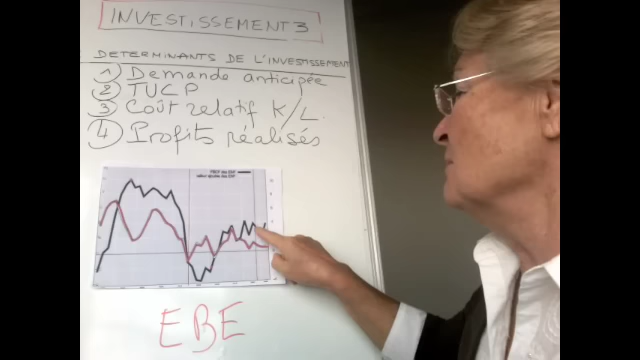 INVESTISSEMENT 3
DETERMINANTS DE L'INVESTISSEMENT
1 Demande anticipée
2 TUCP
3 Coût relatif K/L.
4 Profits réalisés
EBE